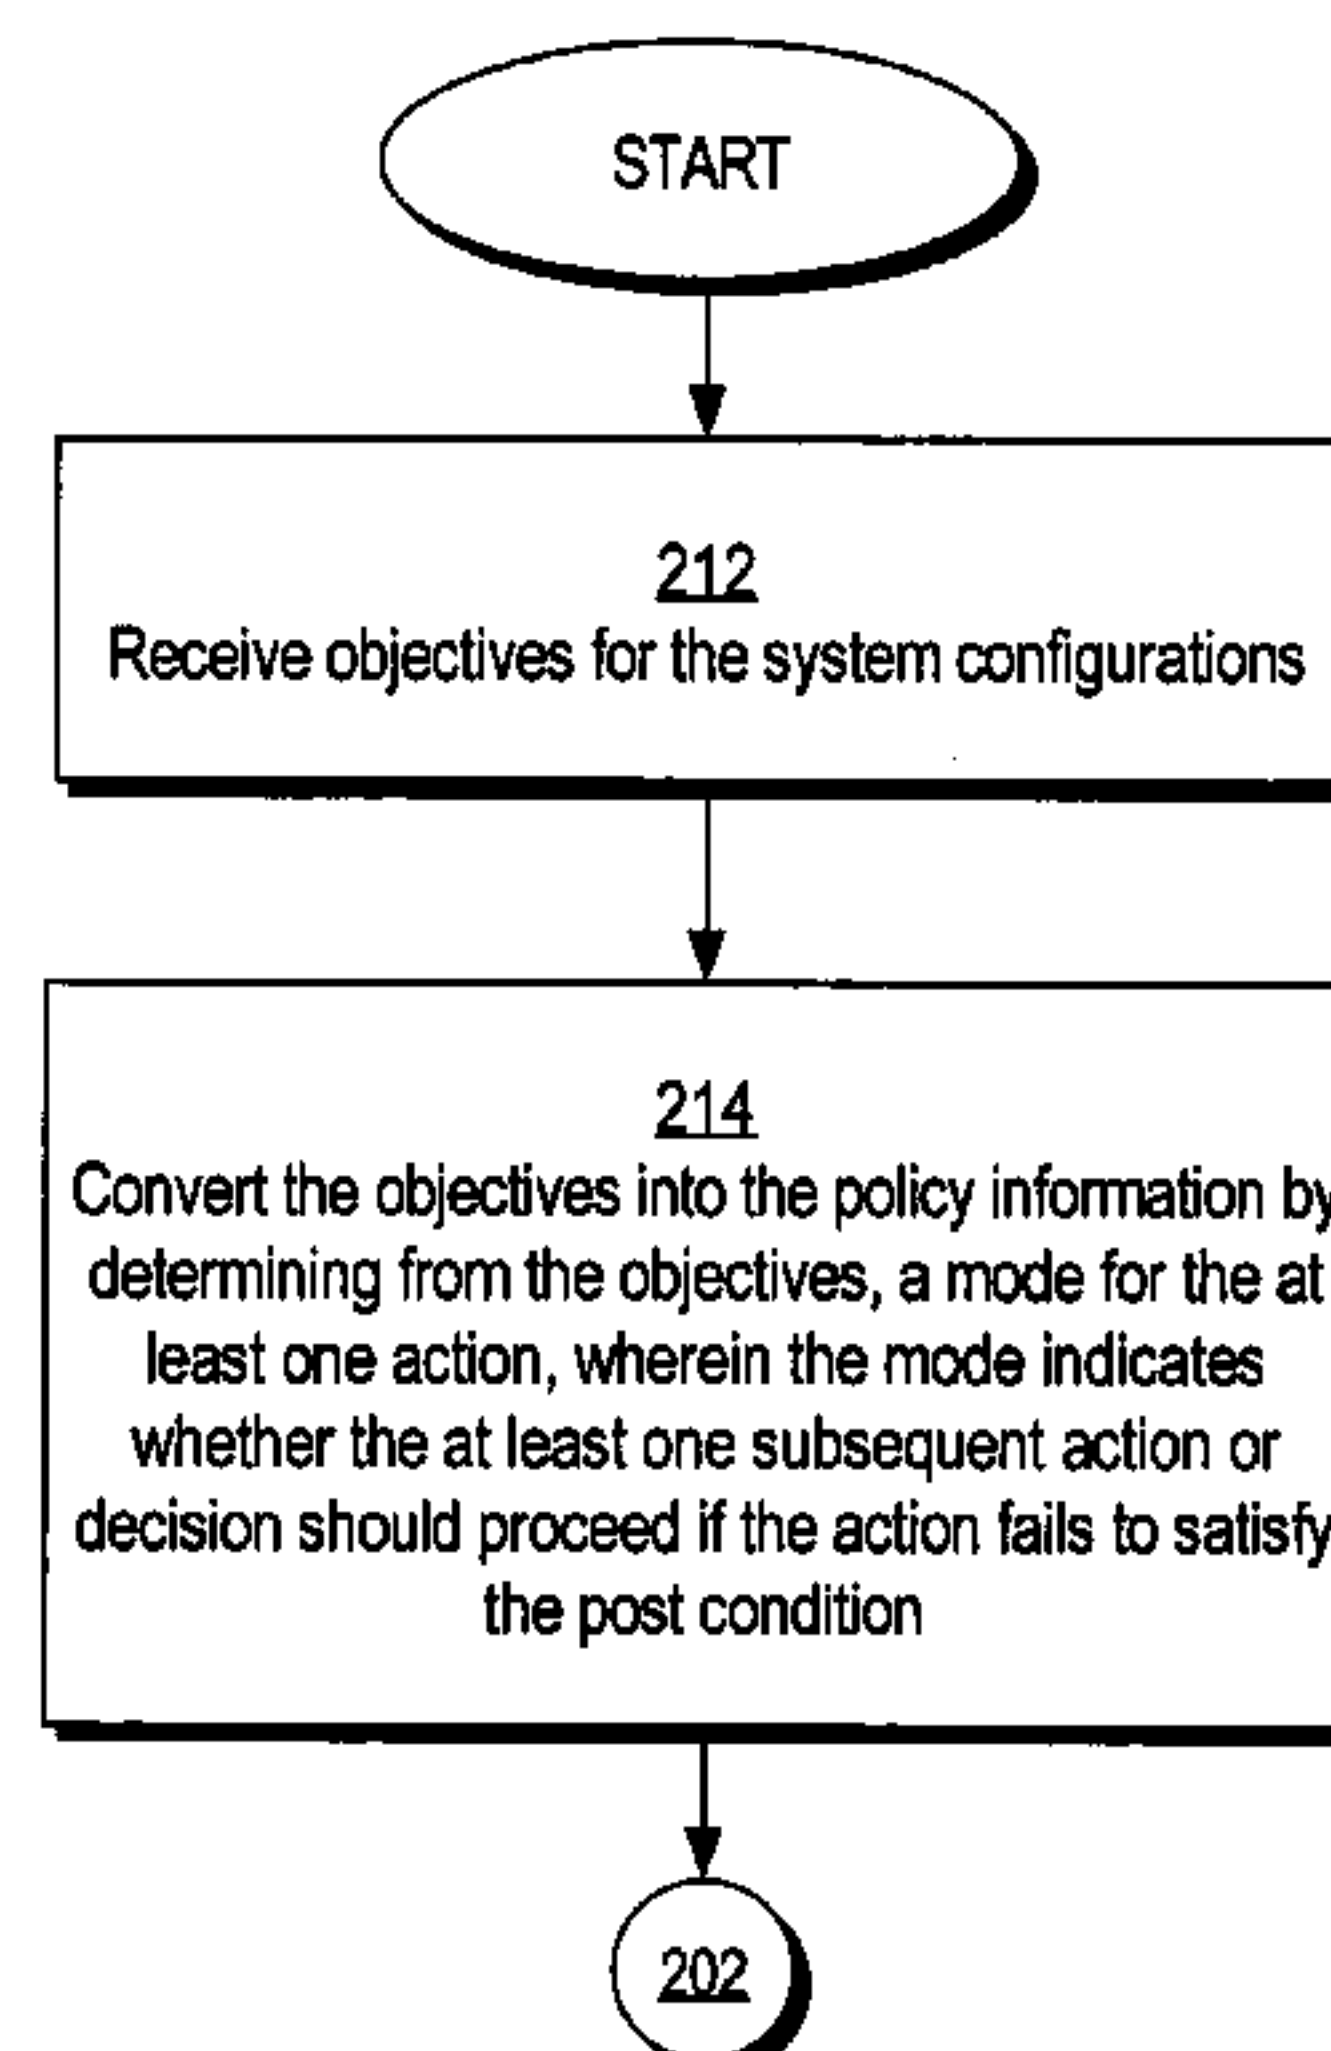 START
212
Receive objectives for the system configurations
214
Convert the objectives into the policy information by
determining from the objectives, a mode for the at
least one action, wherein the mode indicates
whether the at least one subsequent action or
decision should proceed if the action fails to satisfy
the post condition
202